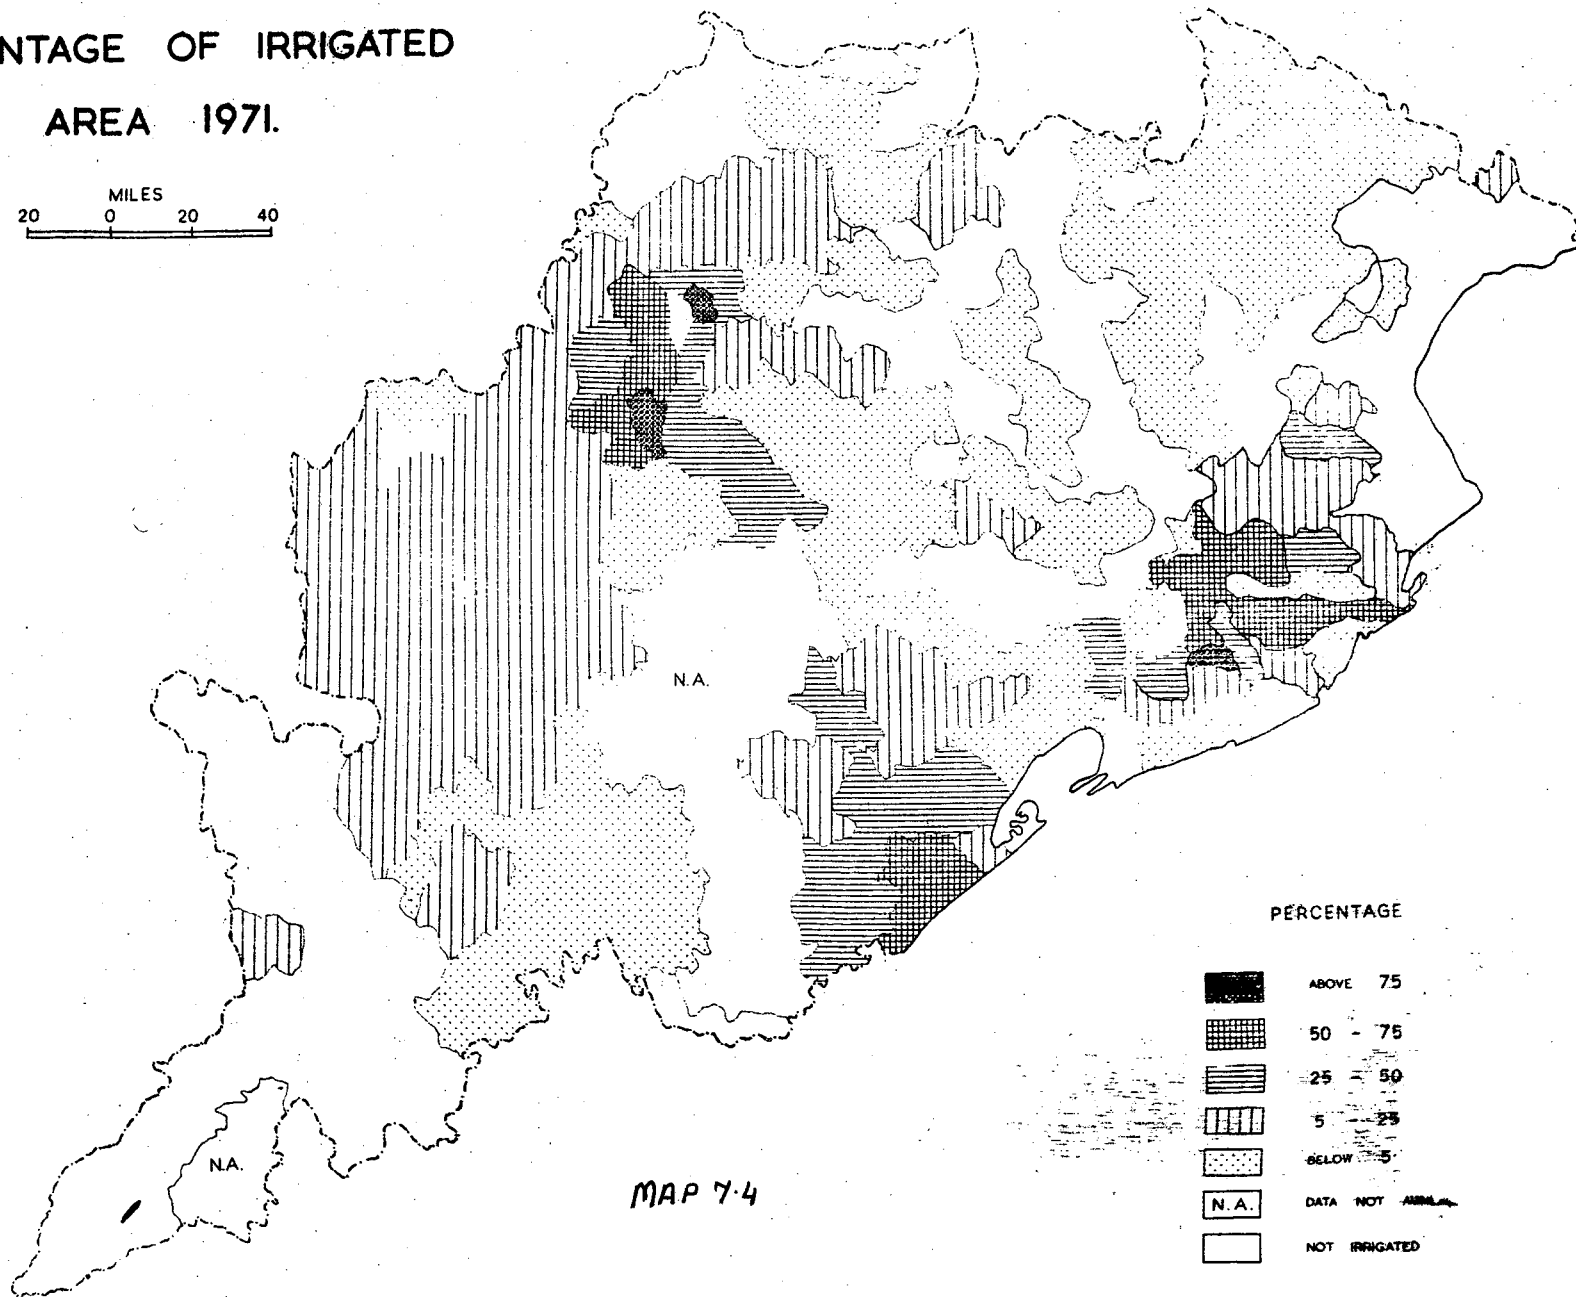 NTAGE OF IRRIGATED
AREA 1971.
MILES
20 0 20 40
N.A.
N.A.
MAP 7.4
PERCENTAGE
ABOVE 75
50 - 75
25 - 50
5 - 25
BELOW 5
N.A. DATA NOT
NOT IRRIGATED